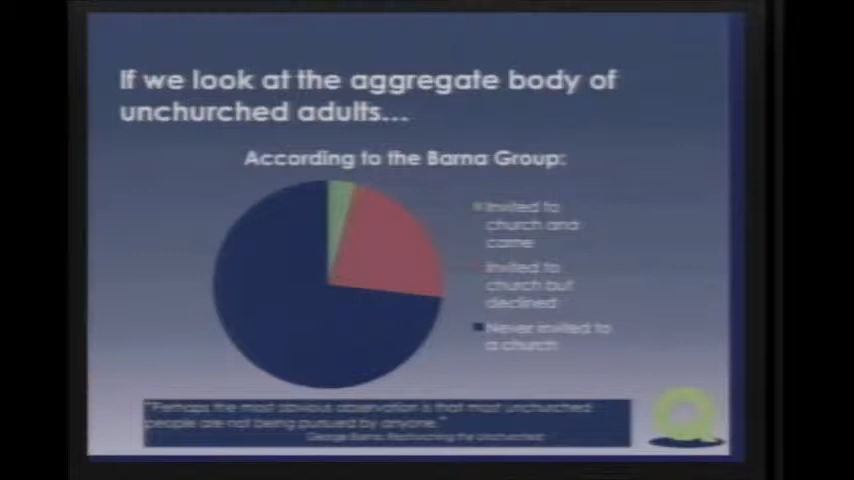 If we look at the aggregate body of
unchurched adults...
According to the Barna Group:
Invited to
church and
came
Invited to
church but
declined
Never invited to
a church
"Perhaps the most obvious observation is that most unchurched
people are not being pursued by anyone."
George Barna, the Unchurched